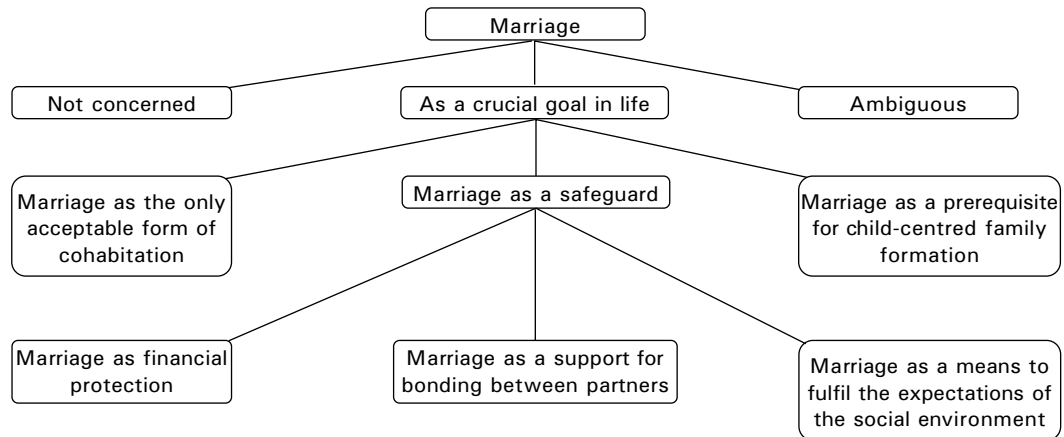 Marriage
Not concerned
As a crucial goal in life
Ambiguous
Marriage as the only
acceptable form of
cohabitation
Marriage as a safeguard
Marriage as a prerequisite
for child-centred family
formation
Marriage as financial
protection
Marriage as a support for
bonding between partners
Marriage as a means to
fulfil the expectations of
the social environment